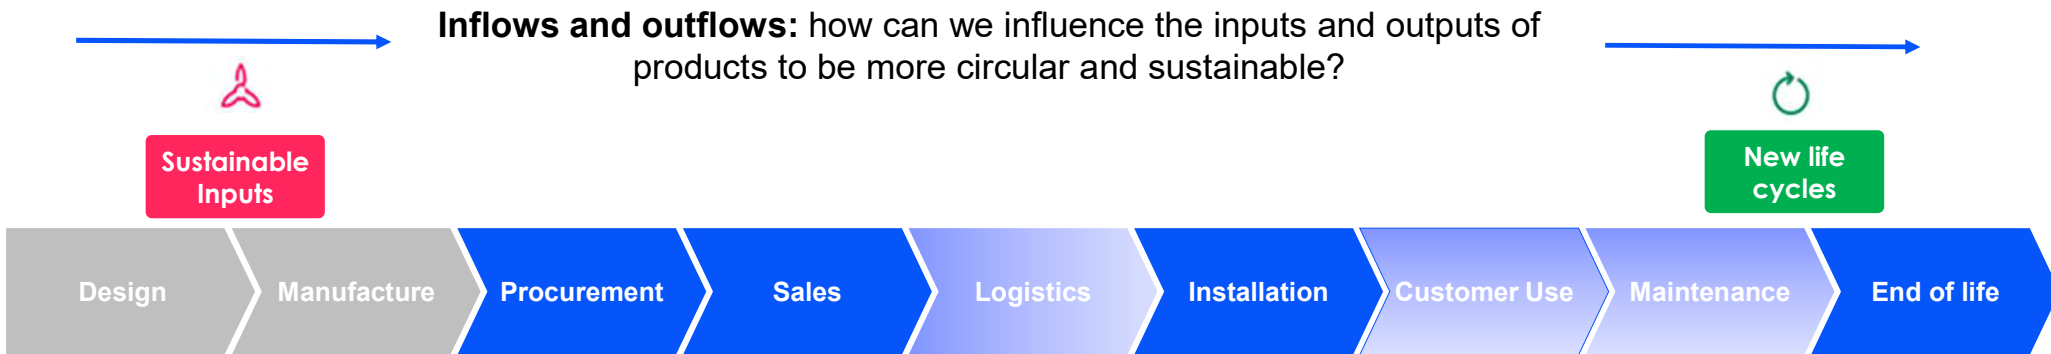 Inflows and outflows: how can we influence the inputs and outputs of
products to be more circular and sustainable?
Sustainable
Inputs
New life
cycles
Design
Manufacture
Procurement
Sales
Logistics
Installation
Customer Use
Maintenance
End of life